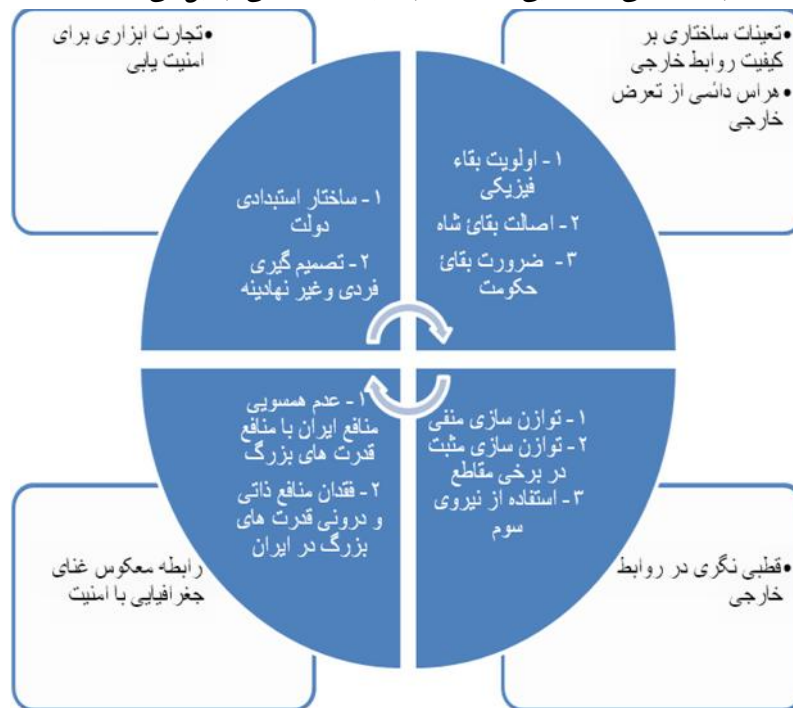 •تعینات ساختاری بر
کیفیت روابط خارجی
•هراس دائمی از تعرض
خارجی
•تجارت ابزاری برای
امنیت یابی
۱- اولویت بقاء
فیزیکی
۲- اصالت بقائ شاه
۳- ضرورت بقائ
حکومت
۱- ساختار استبدادی
دولت
۲- تصمیم گیری
فردی وغیر نهادینه
۱- توازن سازی منفی
۲- توازن سازی مثبت
در برخی مقاطع
۳- استفاده از نیروی
سوم
۱- عدم همسویی
منافع ایران با منافع
قدرت های بزرگ
۲- فقدان منافع ذاتی
و درونی قدرت های
بزرگ در ایران
•قطبی نگری در روابط
خارجی
رابطه معکوس غنای
جغرافیایی با امنیت